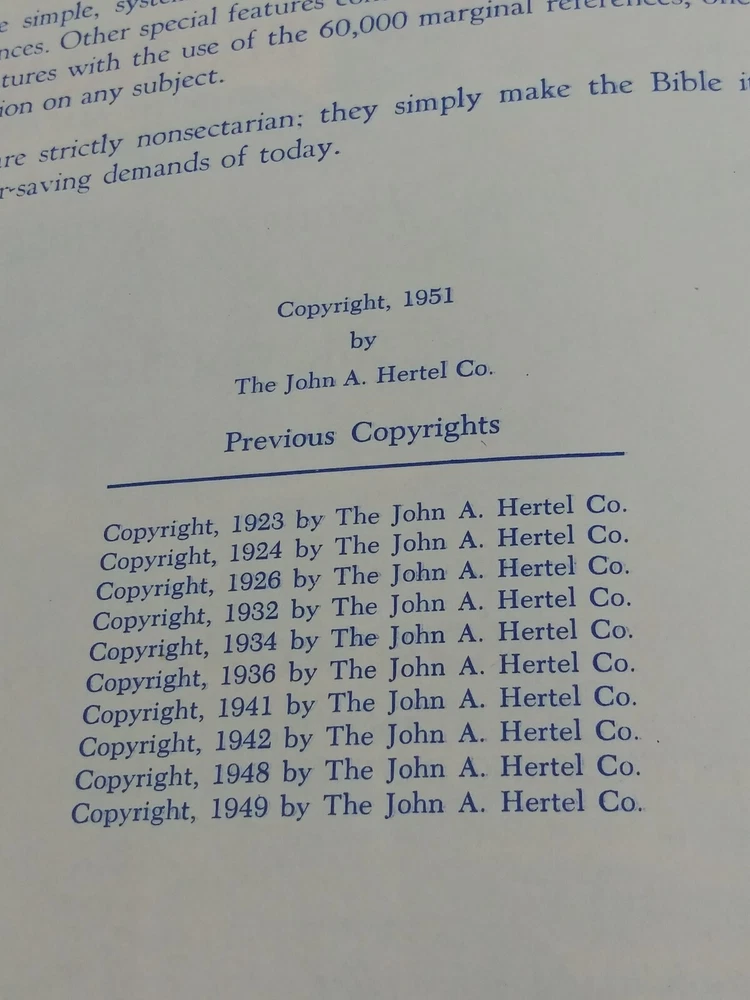 e simple, syst
nces. Other special features
tures with the use of the 60,000 marginal references,
ion on any subject.
re strictly nonsectarian; they simply make the Bible it
r-saving demands of today.
Copyright, 1951
by
The John A. Hertel Co.
Previous Copyrights
Copyright, 1923 by The John A. Hertel Co.
Copyright, 1924 by The John A. Hertel Co.
Copyright, 1926 by The John A. Hertel Co.
Copyright, 1932 by The John A. Hertel Co.
Copyright, 1934 by The John A. Hertel Co.
Copyright, 1936 by The John A. Hertel Co.
Copyright, 1941 by The John A. Hertel Co.
Copyright, 1942 by The John A. Hertel Co.
Copyright, 1948 by The John A. Hertel Co.
Copyright, 1949 by The John A. Hertel Co.